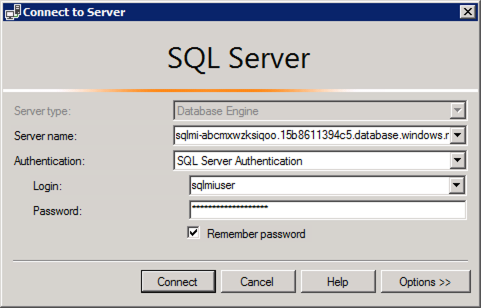 Connect to Server
SQL Server
Server type: Database Engine
Server name: sqlmi-abcmxwzksiqoo.15b8611394c5.database.windows.r
Authentication: SQL Server Authentication
Login: sqlmiuser
Password: *******************
Remember password
Connect Cancel Help Options >>